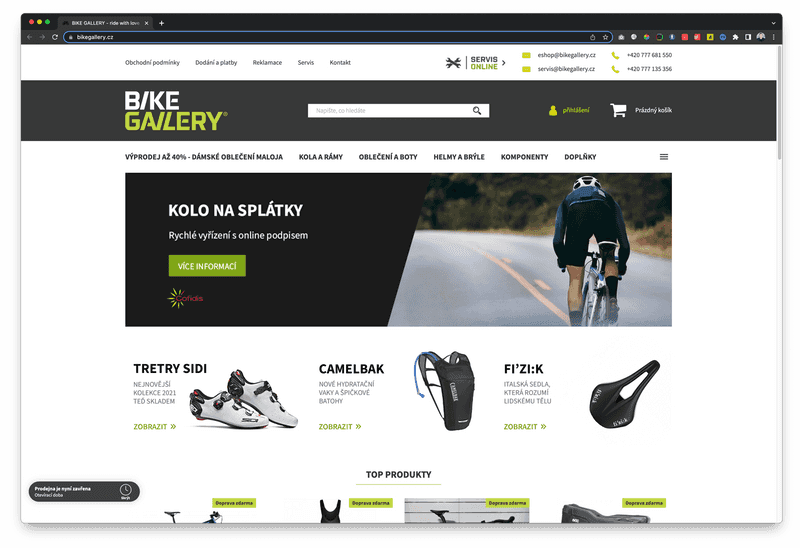 BIKE GALLERY - ride with love
bikegallery.cz
Obchodní podmínky
Dodání a platby
Reklamace
Servis
Kontakt
SERVIS
ONLINE
eshop@bikegallery.cz
+420 777 681 550
servis@bikegallery.cz
+420 777 135 356
BIKE
GALLERY®
Napište, co hledáte
přihlášení
Prázdný košík
VÝPRODEJ AŽ 40% - DÁMSKÉ OBLEČENÍ MALOJA
KOLA A RÁMY
OBLEČENÍ A BOTY
HELMY A BRÝLE
KOMPONENTY
DOPLŇKY
KOLO NA SPLÁTKY
Rychlé vyřízení s online podpisem
VÍCE INFORMACÍ
Cofidis
TRETRY SIDI
NEJNOVĚJŠÍ
KOLEKCE 2021
TEĎ SKLADEM
ZOBRAZIT
SIDI
CAMELBAK
NOVÉ HYDRATAČNÍ
VAKY A ŠPIČKOVÉ
BATOHY
ZOBRAZIT
CAMELBAK
FI'ZI:K
ITALSKÁ SEDLA,
KTERÁ ROZUMÍ
LIDSKÉMU TĚLU
ZOBRAZIT
TOP PRODUKTY
Prodejna je nyní zavřena
Otevírací doba
Skrýt
Doprava zdarma
Doprava zdarma
Doprava zdarma
Doprava zdarma